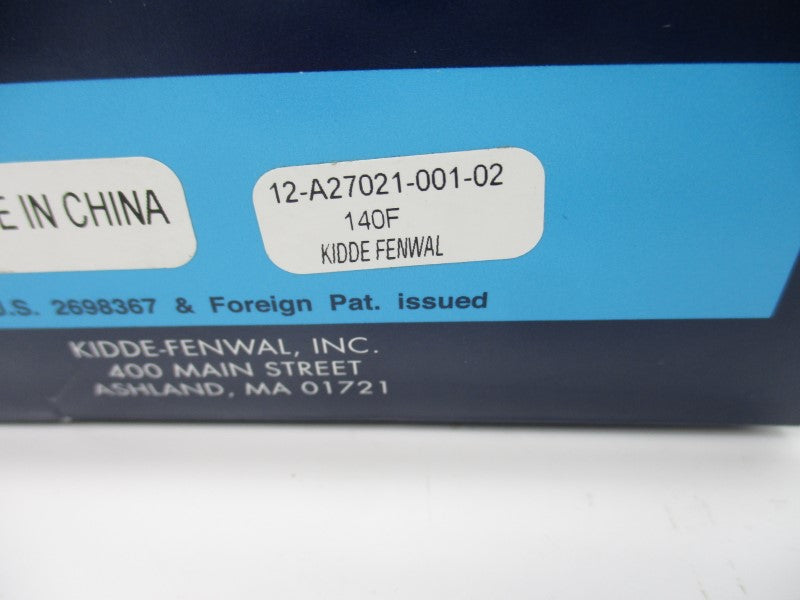 E IN CHINA
12-A27021-001-02
140F
KIDDE FENWAL
U.S. 2698367 & Foreign Pat. issued
KIDDE-FENWAL, INC.
400 MAIN STREET
ASHLAND, MA 01721